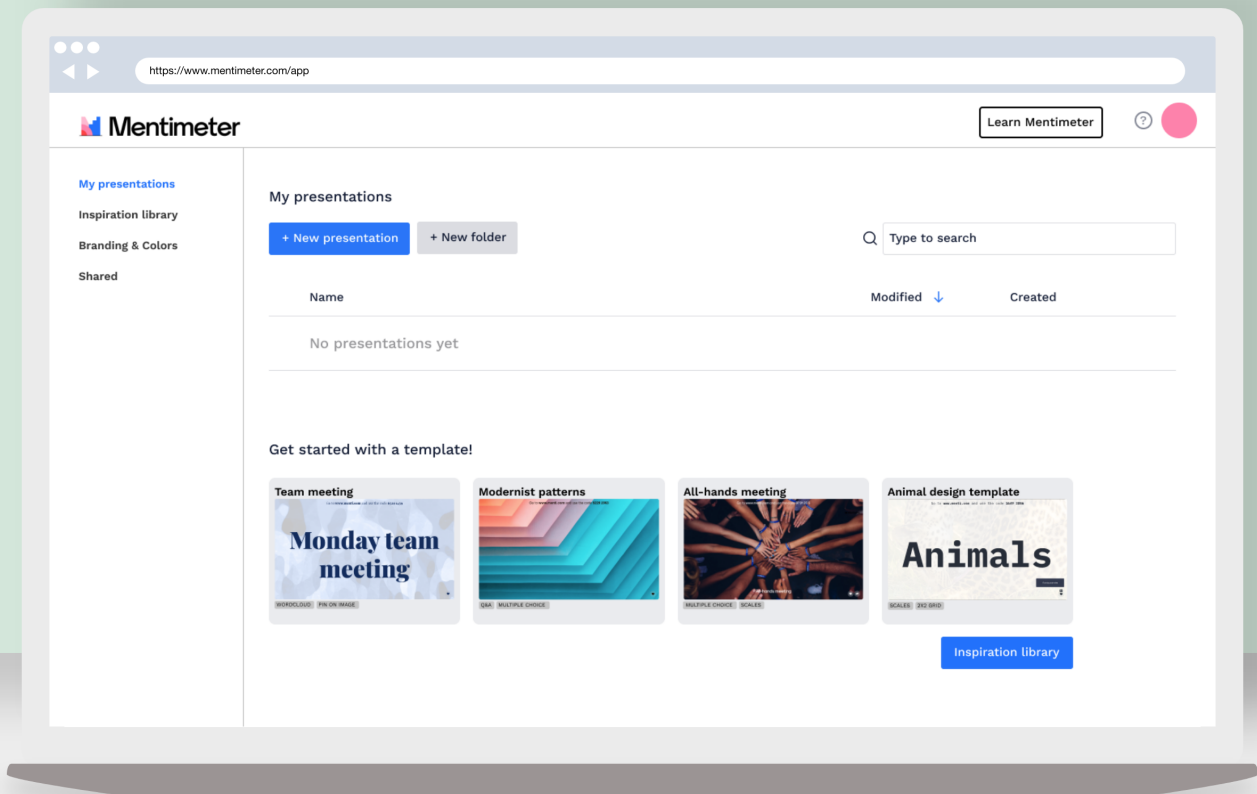 https://www.mentimeter.com/app
Mentimeter
Learn Mentimeter
?
My presentations
Inspiration library
Branding & Colors
Shared
My presentations
+ New presentation
+ New folder
Type to search
Name
Modified
Created
No presentations yet
Get started with a template!
Team meeting
Monday team
meeting
WORDCLOUD
PIN ON IMAGE
Modernist patterns
Q&A
MULTIPLE CHOICE
All-hands meeting
MULTIPLE CHOICE
SCALES
Animal design template
Animals
SCALES
2X2 GRID
Inspiration library